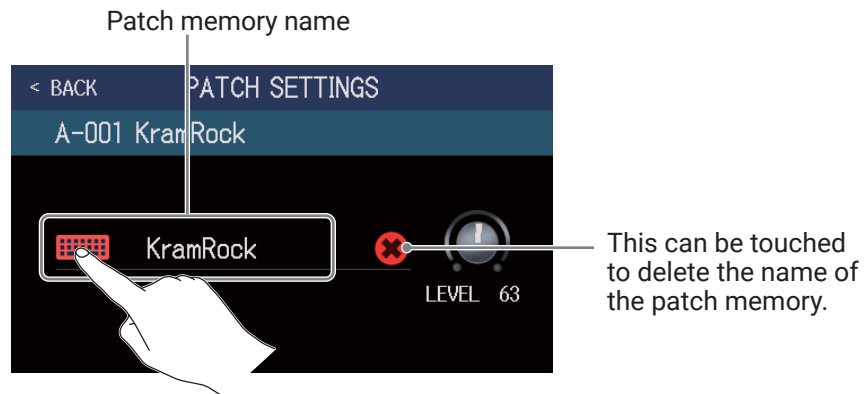 Patch memory name
< BACK PATCH SETTINGS
A-001 KramRock
KramRock
LEVEL 63
This can be touched
to delete the name of
the patch memory.